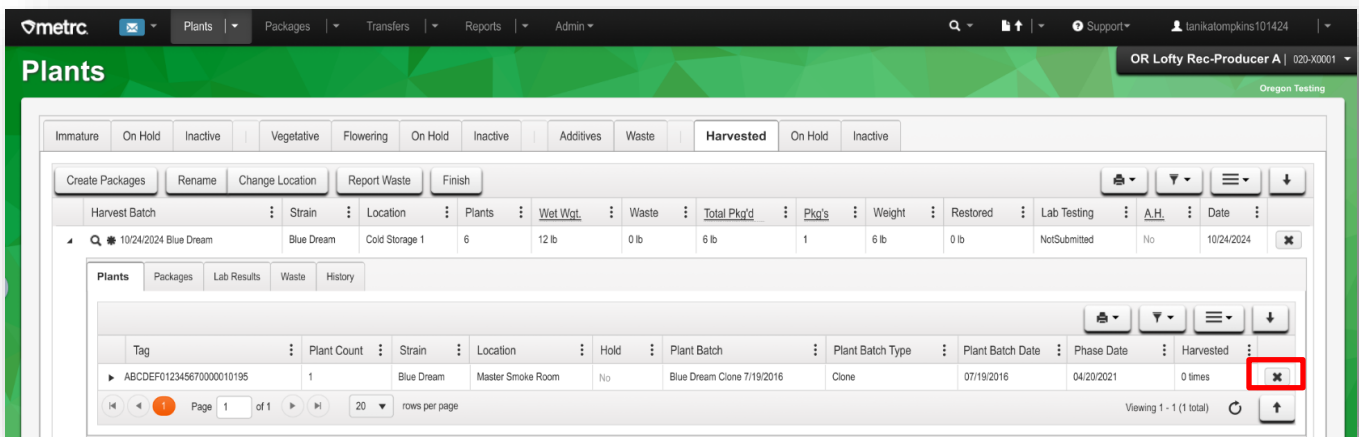 metrc. Plants Packages Transfers Reports Admin Support tanikatompkins101424
Plants
OR Lofty Rec-Producer A | 020-X0001
Oregon Testing
Immature On Hold Inactive Vegetative Flowering On Hold Inactive Additives Waste Harvested On Hold Inactive
Create Packages Rename Change Location Report Waste Finish
Harvest Batch Strain Location Plants Wet Wgt. Waste Total Pkg'd Pkg's Weight Restored Lab Testing A.H. Date
10/24/2024 Blue Dream Blue Dream Cold Storage 1 6 12 lb 0 lb 6 lb 1 6 lb 0 lb NotSubmitted No 10/24/2024
Plants Packages Lab Results Waste History
Tag Plant Count Strain Location Hold Plant Batch Plant Batch Type Plant Batch Date Phase Date Harvested
ABCDEF012345670000010195 1 Blue Dream Master Smoke Room No Blue Dream Clone 7/19/2016 Clone 07/19/2016 04/20/2021 0 times
1 Page 1 of 1 20 rows per page Viewing 1 - 1 (1 total)